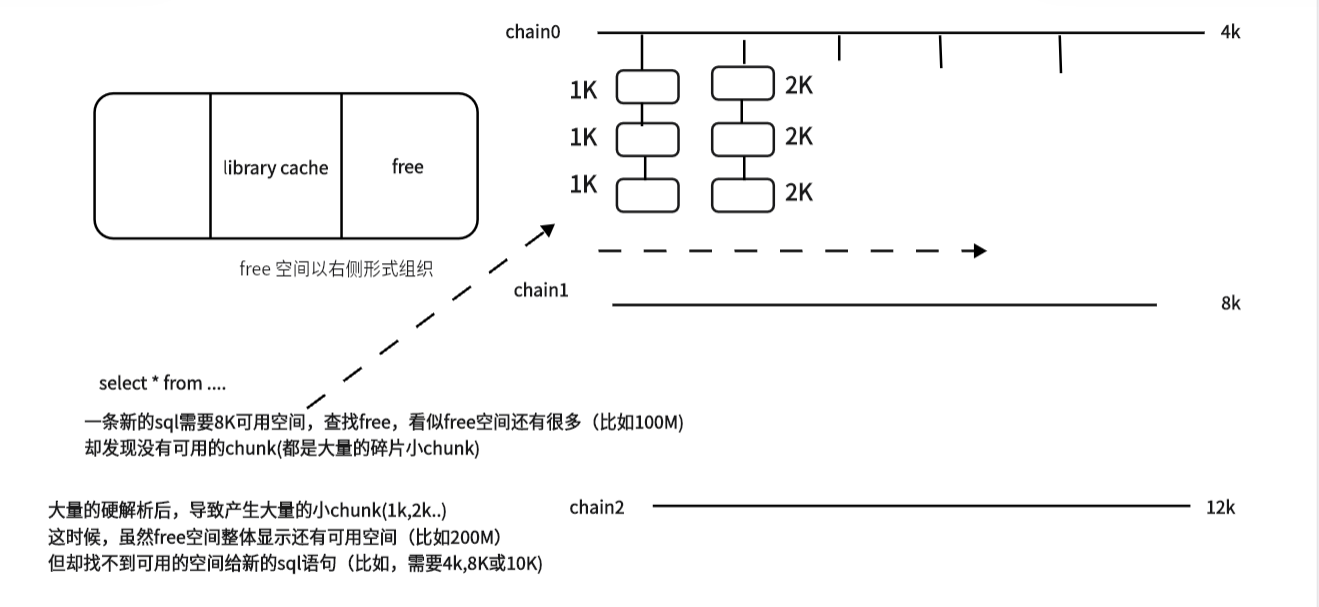 chain0
4k
1K
2K
1K
2K
1K
2K
library cache
free
free 空间以右侧形式组织
chain1
8k
select * from ....
一条新的sql需要8K可用空间，查找free，看似free空间还有很多（比如100M)
却发现没有可用的chunk(都是大量的碎片小chunk)
大量的硬解析后，导致产生大量的小chunk(1k,2k..)
这时候，虽然free空间整体显示还有可用空间（比如200M）
但却找不到可用的空间给新的sql语句（比如，需要4k,8K或10K)
chain2
12k